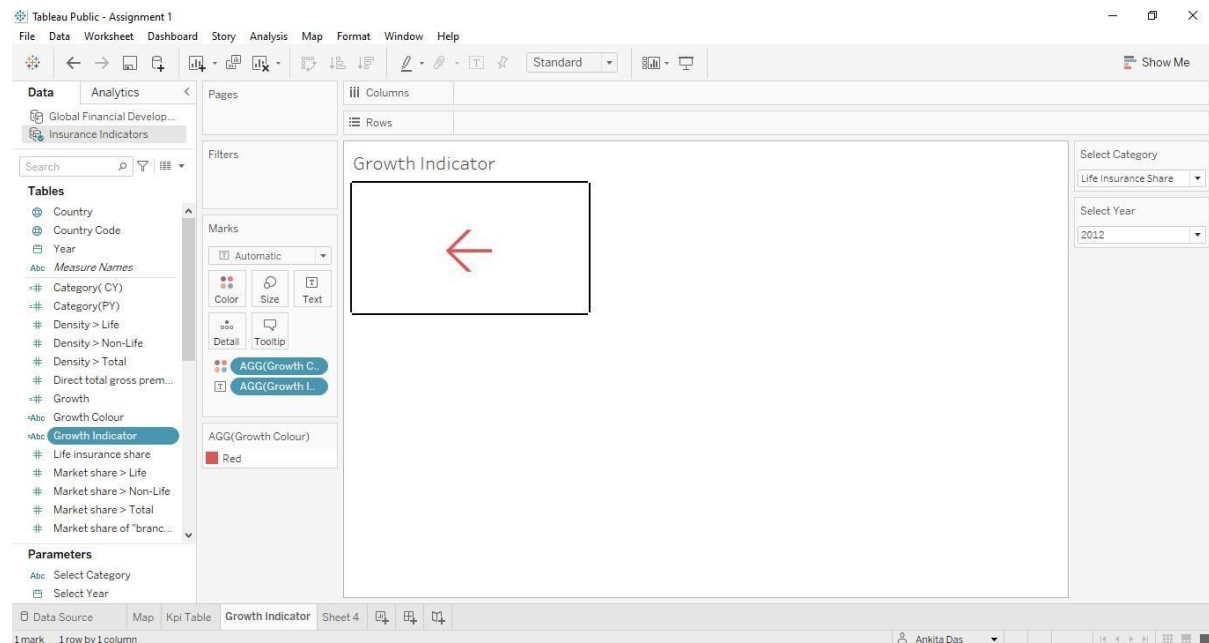 Tableau Public - Assignment 1
File Data Worksheet Dashboard Story Analysis Map Format Window Help
Standard
Show Me
Data Analytics
Global Financial Develop...
Insurance Indicators
Search
Tables
Country
Country Code
Year
Abc Measure Names
Category( CY)
Category(PY)
Density > Life
Density > Non-Life
Density > Total
Direct total gross prem...
Growth
Abc Growth Colour
Abc Growth Indicator
Life insurance share
Market share > Life
Market share > Non-Life
Market share > Total
Market share of "branc...
Parameters
Abc Select Category
Select Year
Pages
Filters
Marks
Automatic
Color Size Text
Detail Tooltip
AGG(Growth C..
AGG(Growth I..
AGG(Growth Colour)
Red
Columns
Rows
Growth Indicator
Select Category
Life Insurance Share
Select Year
2012
Data Source Map Kpi Table Growth Indicator Sheet 4
1 mark 1 row by 1 column
Ankita Das